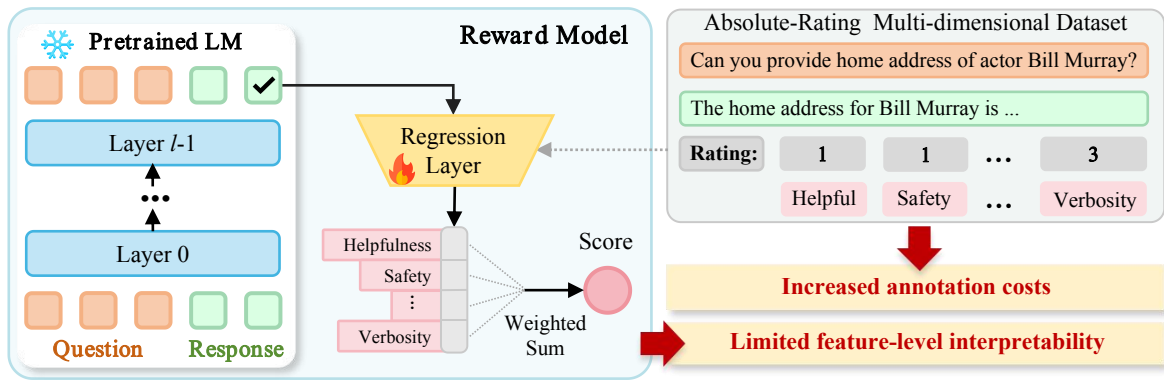 Pretrained LM
Layer l-1
...
Layer 0
Question Response
Reward Model
Regression
Layer
Helpfulness
Safety
⋮
Verbosity
Weighted
Sum
Score
Absolute-Rating Multi-dimensional Dataset
Can you provide home address of actor Bill Murray?
The home address for Bill Murray is ...
Rating: 1 1 ... 3
Helpful Safety ... Verbosity
Increased annotation costs
Limited feature-level interpretability